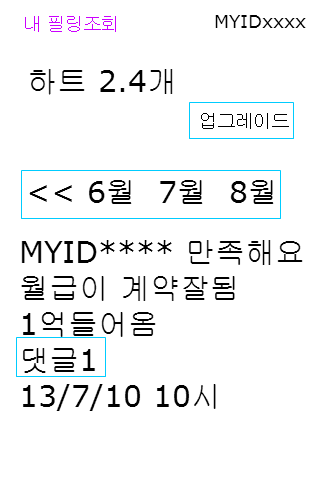 내 필링조회 MYIDxxxx
하트 2.4개
업그레이드
<< 6월 7월 8월
MYID**** 만족해요
월급이 계약잘됨
1억들어옴
댓글1
13/7/10 10시